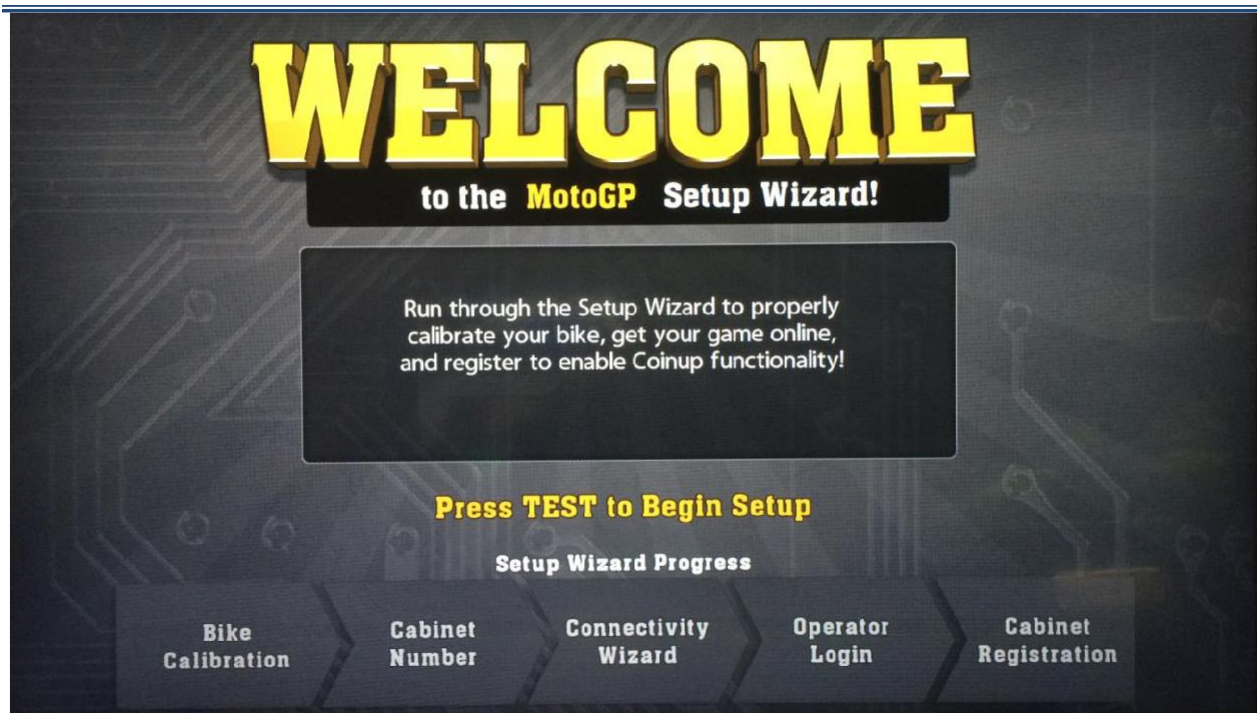 WELCOME
to the MotoGP Setup Wizard!
Run through the Setup Wizard to properly
calibrate your bike, get your game online,
and register to enable Coinup functionality!
Press TEST to Begin Setup
Setup Wizard Progress
Bike
Calibration
Cabinet
Number
Connectivity
Wizard
Operator
Login
Cabinet
Registration